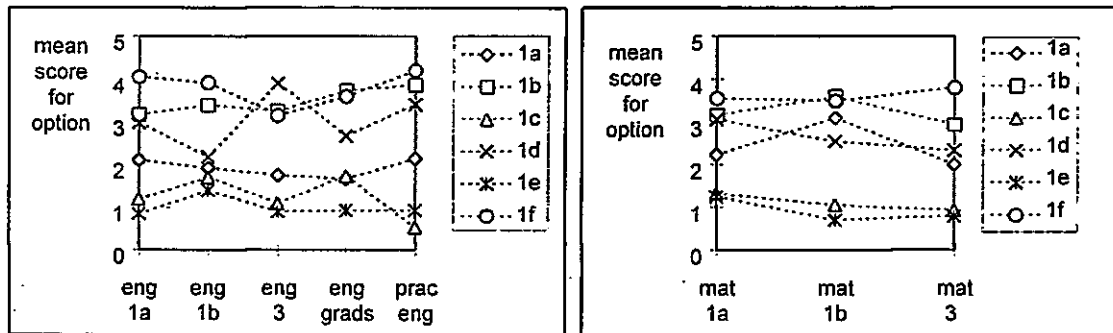 mean
score
for
option
5
4
3
2
1
0
eng
1a
eng
1b
eng
3
eng
grads
prac
eng
1a
1b
1c
1d
1e
1f
mean
score
for
option
5
4
3
2
1
0
mat
1a
mat
1b
mat
3
1a
1b
1c
1d
1e
1f